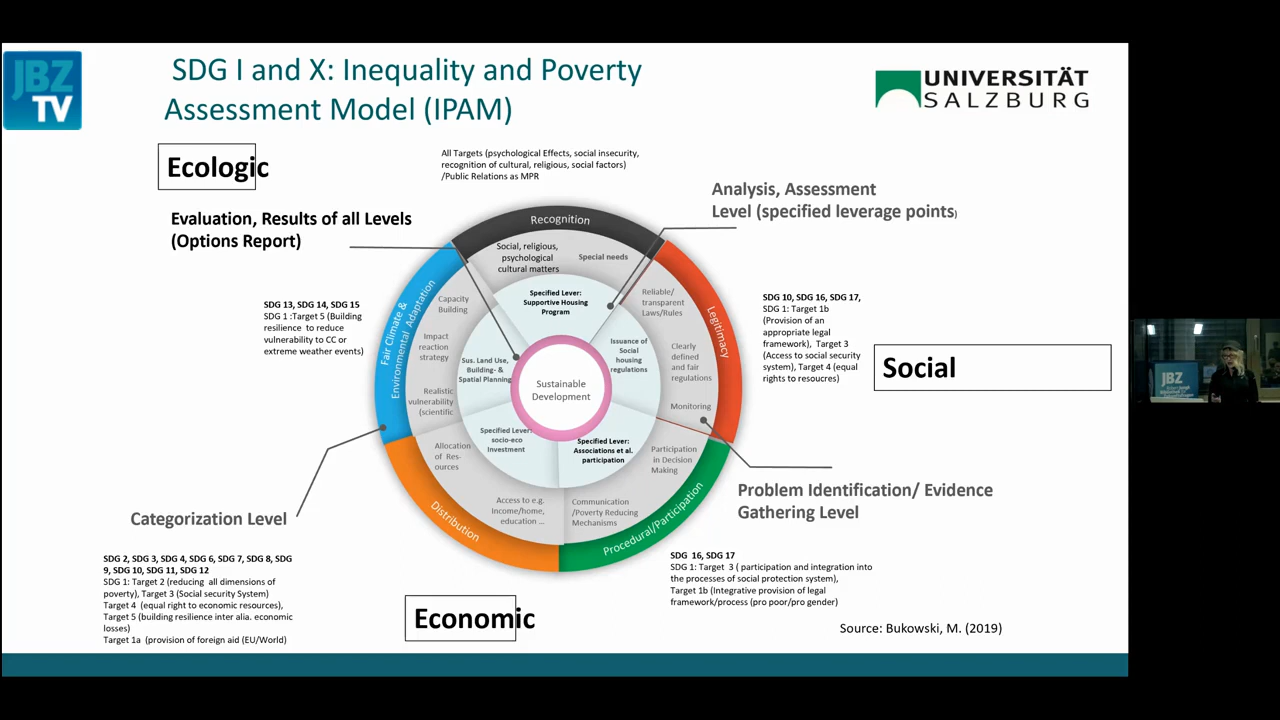 JBZ
TV
SDG I and X: Inequality and Poverty
Assessment Model (IPAM)
UNIVERSITÄT
SALZBURG
Ecologic
All Targets (psychological Effects, social insecurity,
recognition of cultural, religious, social factors)
/Public Relations as MPR
Analysis, Assessment
Level (specified leverage points)
Evaluation, Results of all Levels
(Options Report)
Recognition
Social, religious,
psychological
cultural matters
Special needs
Fair Climate &
Environmental Adaptation
Capacity
Building
Impact
reaction
strategy
Realistic
vulnerability
(scientific
Specified Lever:
Supportive Housing
Program
Reliable/
transparent
Laws/Rules
Legitimacy
Clearly
defined
and fair
regulations
Monitoring
Issuance of
Social
housing
regulations
Sus. Land Use,
Building- &
Spatial Planning
Sustainable
Development
Specified Lever:
socio-eco
Investment
Specified Lever:
Associations et al.
participation
Allocation
of Res-
ources
Access to e.g.
Income/home,
education ...
Distribution
Participation
in Decision
Making
Communication
/Poverty Reducing
Mechanisms
Procedural/Participation
SDG 13, SDG 14, SDG 15
SDG 1 :Target 5 (Building
resilience to reduce
vulnerability to CC or
extreme weather events)
SDG 10, SDG 16, SDG 17,
SDG 1: Target 1b
(Provision of an
appropriate legal
framework), Target 3
(Access to social security
system), Target 4 (equal
rights to resoucres)
Social
JBZ
Categorization Level
Problem Identification/ Evidence
Gathering Level
SDG 2, SDG 3, SDG 4, SDG 6, SDG 7, SDG 8, SDG
9, SDG 10, SDG 11, SDG 12
SDG 1: Target 2 (reducing all dimensions of
poverty), Target 3 (Social security System)
Target 4 (equal right to economic resources),
Target 5 (building resilience inter alia. economic
losses)
Target 1a (provision of foreign aid (EU/World)
SDG 16, SDG 17
SDG 1: Target 3 ( participation and integration into
the processes of social protection system),
Target 1b (Integrative provision of legal
framework/process (pro poor/pro gender)
Economic
Source: Bukowski, M. (2019)